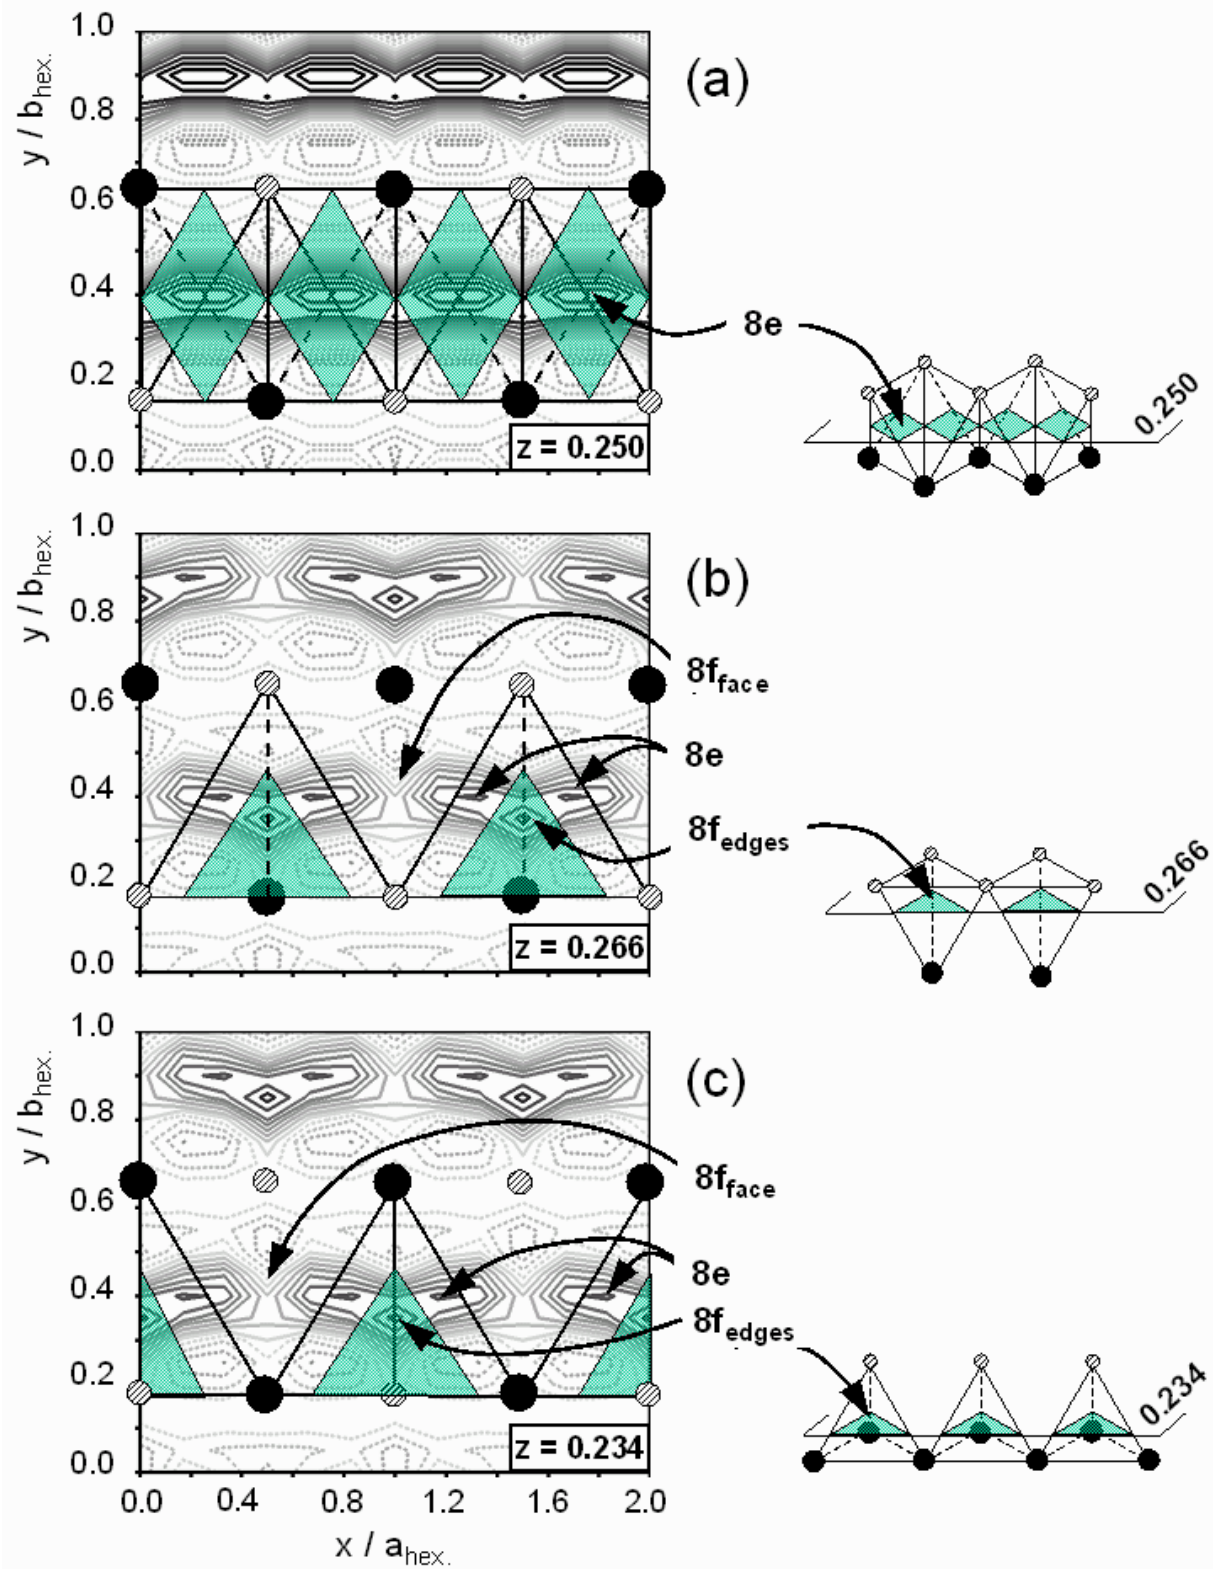 (a)
y / b_hex.
1.0
0.8
0.6
0.4
0.2
0.0
z = 0.250
8e
0.250
(b)
y / b_hex.
1.0
0.8
0.6
0.4
0.2
0.0
z = 0.266
8f_face
8e
8f_edges
0.266
(c)
y / b_hex.
1.0
0.8
0.6
0.4
0.2
0.0
z = 0.234
8f_face
8e
8f_edges
0.234
0.0 0.4 0.8 1.2 1.6 2.0
x / a_hex.